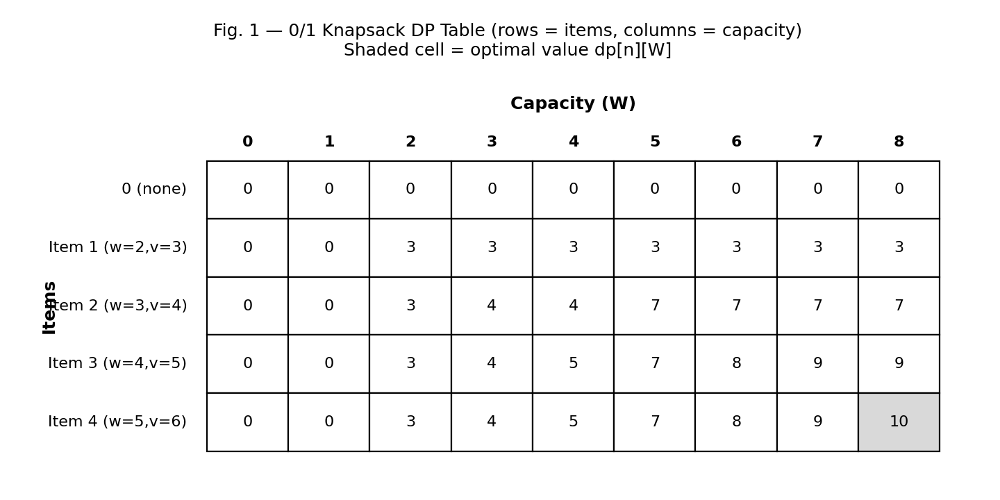 Fig. 1 — 0/1 Knapsack DP Table (rows = items, columns = capacity)
Shaded cell = optimal value dp[n][W]
Capacity (W)
0 1 2 3 4 5 6 7 8
0 (none) 0 0 0 0 0 0 0 0 0
Item 1 (w=2,v=3) 0 0 3 3 3 3 3 3 3
Items
Item 2 (w=3,v=4) 0 0 3 4 4 7 7 7 7
Item 3 (w=4,v=5) 0 0 3 4 5 7 8 9 9
Item 4 (w=5,v=6) 0 0 3 4 5 7 8 9 10